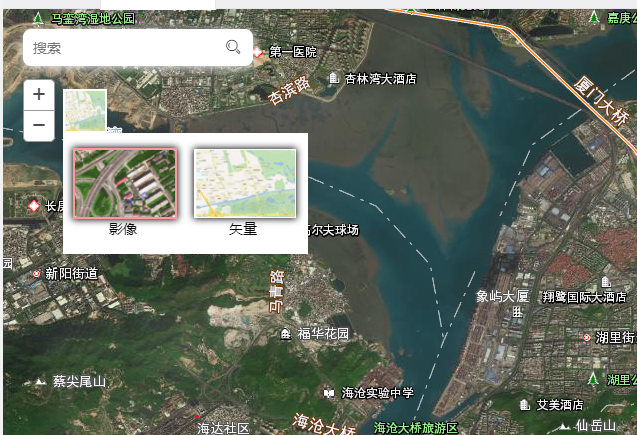 马銮湾湿地公园
嘉庚公
搜索
第一医院
杏林湾大酒店
杏滨路
厦门大桥
+
−
影像
矢量
长庚
高尔夫球场
园
新阳街道
马青路
象屿大厦
翔鹭国际大酒店
福华花园
湖里街
蔡尖尾山
湖里公
海沧实验中学
艾美酒店
海达社区
海沧大桥
海沧大桥旅游区
仙岳山